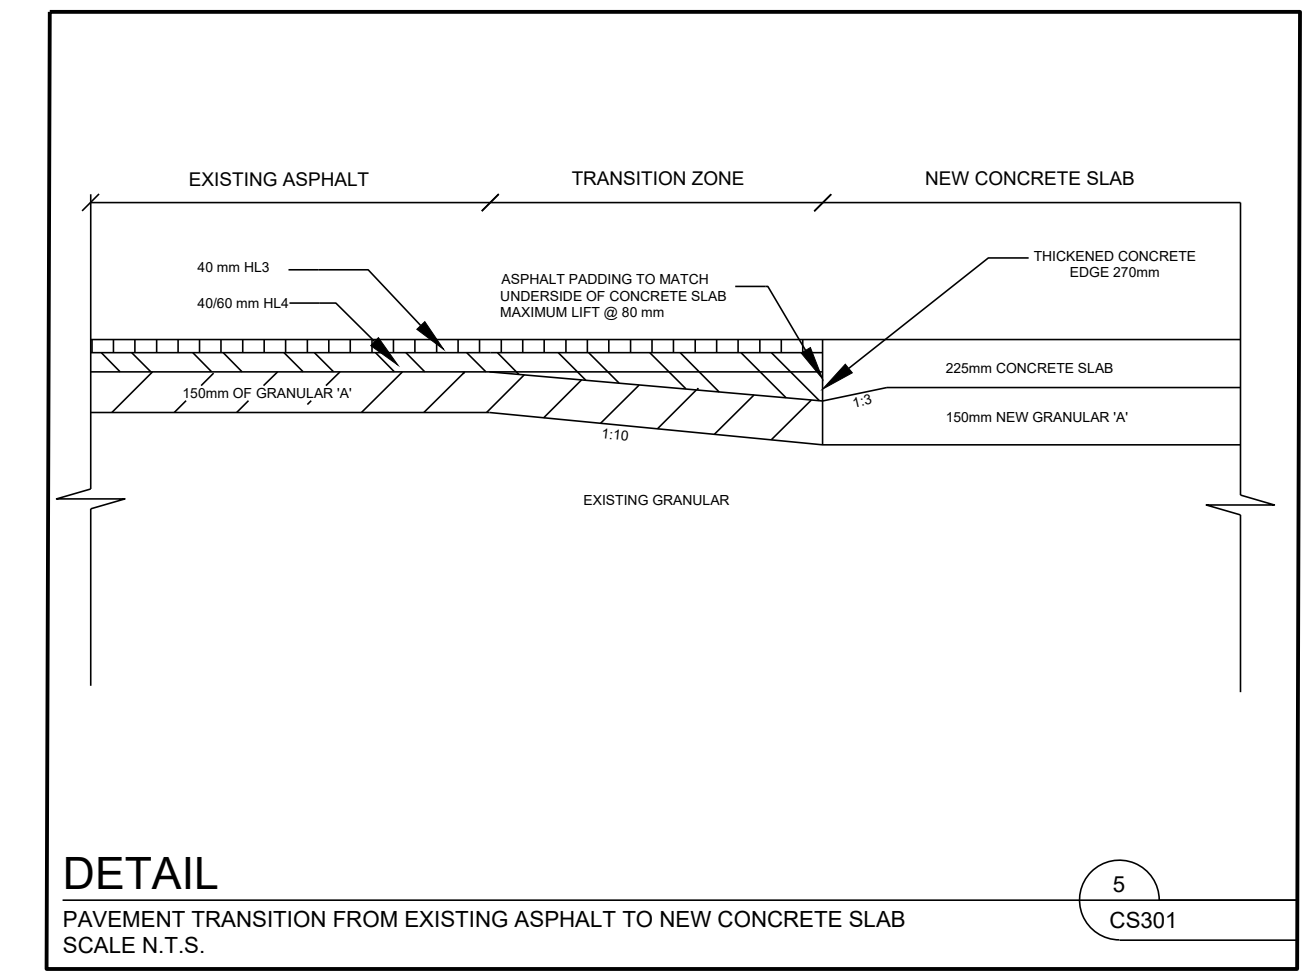 EXISTING ASPHALT
TRANSITION ZONE
NEW CONCRETE SLAB
40 mm HL3
40/60 mm HL4
ASPHALT PADDING TO MATCH
UNDERSIDE OF CONCRETE SLAB
MAXIMUM LIFT @ 80 mm
THICKENED CONCRETE
EDGE 270mm
225mm CONCRETE SLAB
150mm OF GRANULAR 'A'
1:3
150mm NEW GRANULAR 'A'
1:10
EXISTING GRANULAR
DETAIL
5
PAVEMENT TRANSITION FROM EXISTING ASPHALT TO NEW CONCRETE SLAB
CS301
SCALE N.T.S.